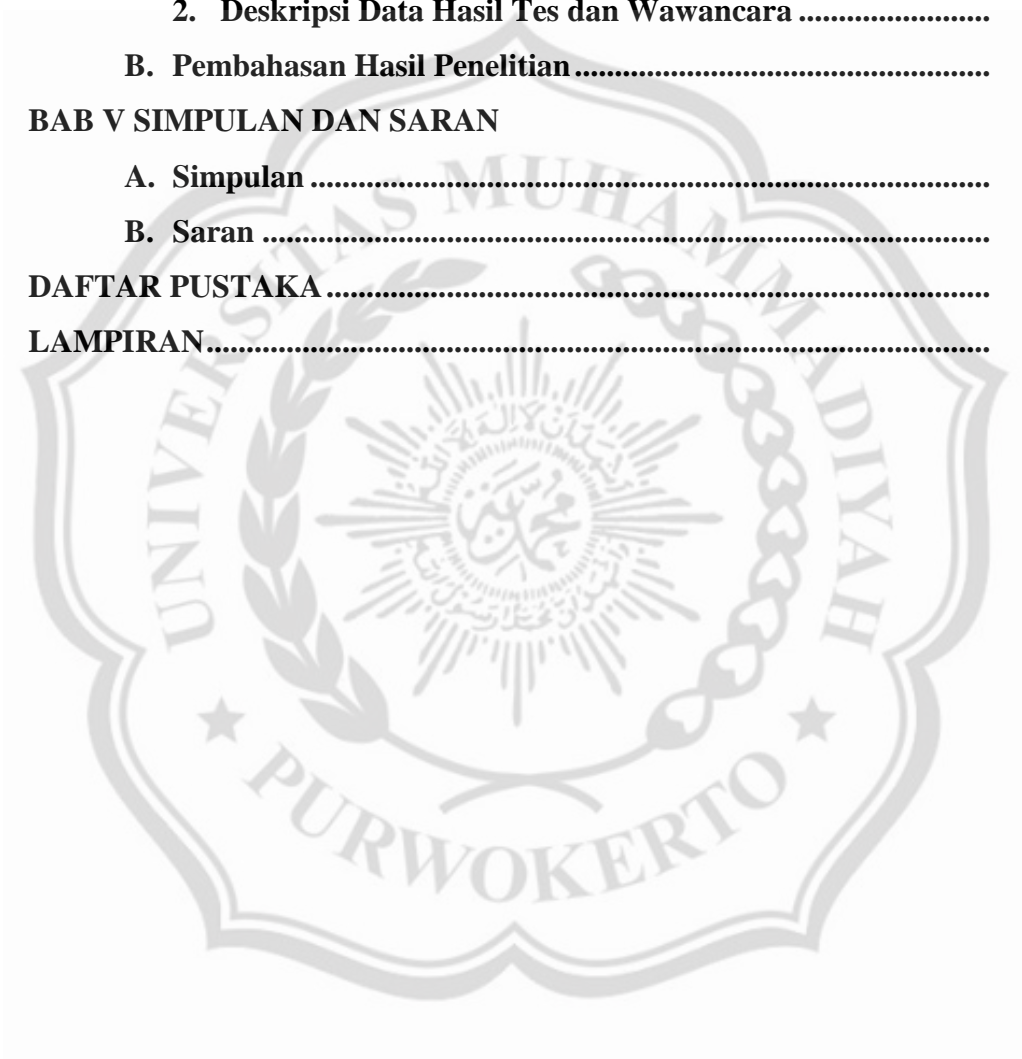 2. Deskripsi Data Hasil Tes dan Wawancara ........................
B. Pembahasan Hasil Penelitian ...................................................
BAB V SIMPULAN DAN SARAN
A. Simpulan ....................................................................................
B. Saran ..........................................................................................
DAFTAR PUSTAKA ..................................................................................
LAMPIRAN .................................................................................................
UNIVERSITAS MUHAMMADIYAH
PURWOKERTO